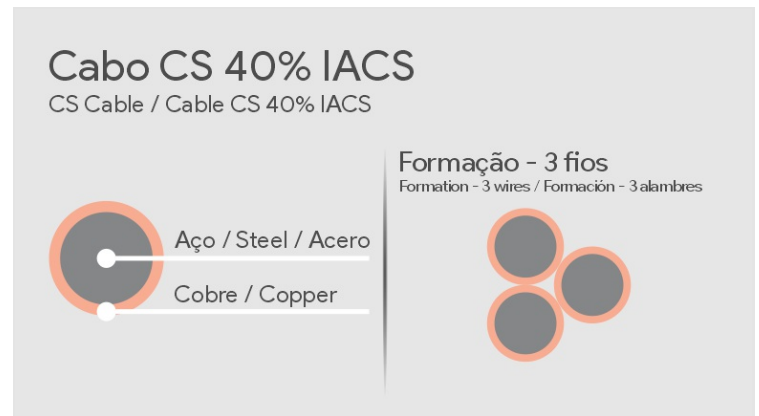 Cabo CS 40% IACS
CS Cable / Cable CS 40% IACS
Formação - 3 fios
Formation - 3 wires / Formación - 3 alambres
Aço / Steel / Acero
Cobre / Copper